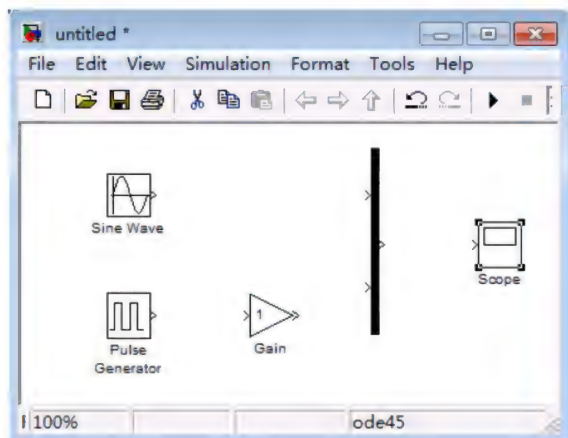 untitled *
File Edit View Simulation Format Tools Help
Sine Wave
Scope
1
Pulse
Generator
Gain
100%
ode45